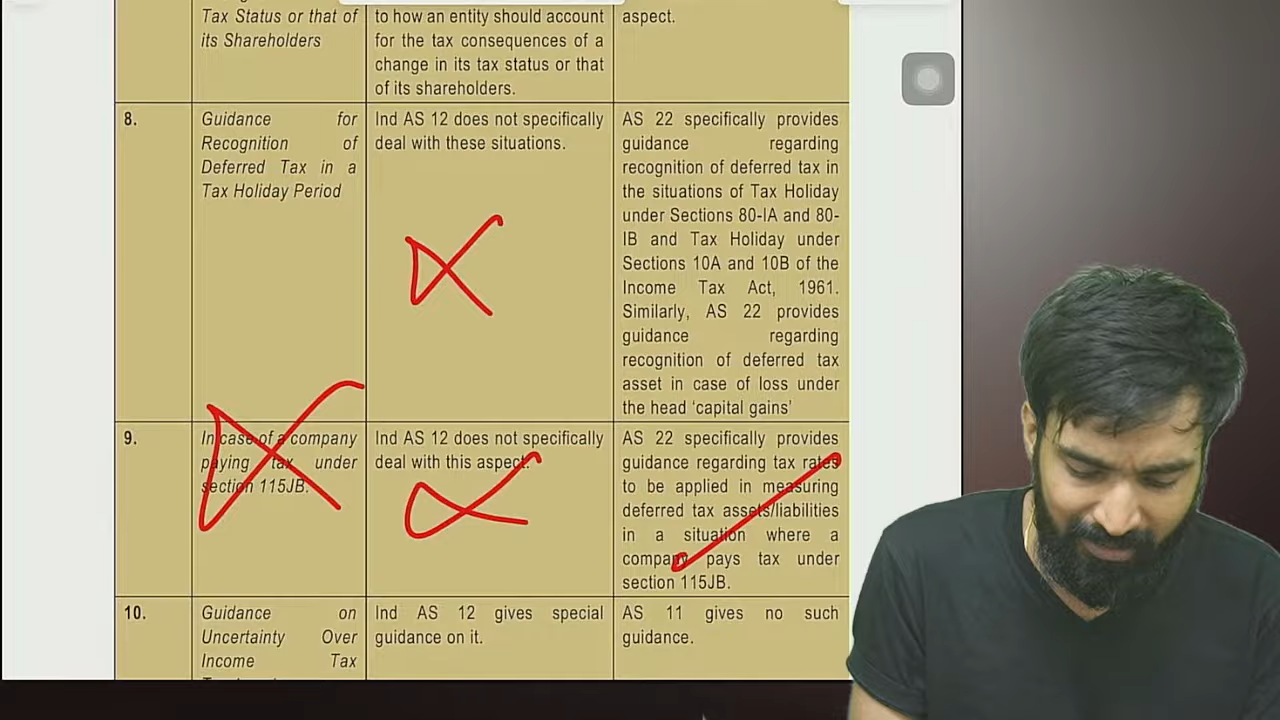 Tax Status or that of
its Shareholders
to how an entity should account
for the tax consequences of a
change in its tax status or that
of its shareholders.
aspect.
8.
Guidance for
Recognition of
Deferred Tax in a
Tax Holiday Period
Ind AS 12 does not specifically
deal with these situations.
AS 22 specifically provides
guidance regarding
recognition of deferred tax in
the situations of Tax Holiday
under Sections 80-IA and 80-
IB and Tax Holiday under
Sections 10A and 10B of the
Income Tax Act, 1961.
Similarly, AS 22 provides
guidance regarding
recognition of deferred tax
asset in case of loss under
the head ‘capital gains’
9.
In case of a company
paying tax under
section 115JB.
Ind AS 12 does not specifically
deal with this aspect.
AS 22 specifically provides
guidance regarding tax rates
to be applied in measuring
deferred tax assets/liabilities
in a situation where a
company pays tax under
section 115JB.
10.
Guidance on
Uncertainty Over
Income Tax
Ind AS 12 gives special
guidance on it.
AS 11 gives no such
guidance.